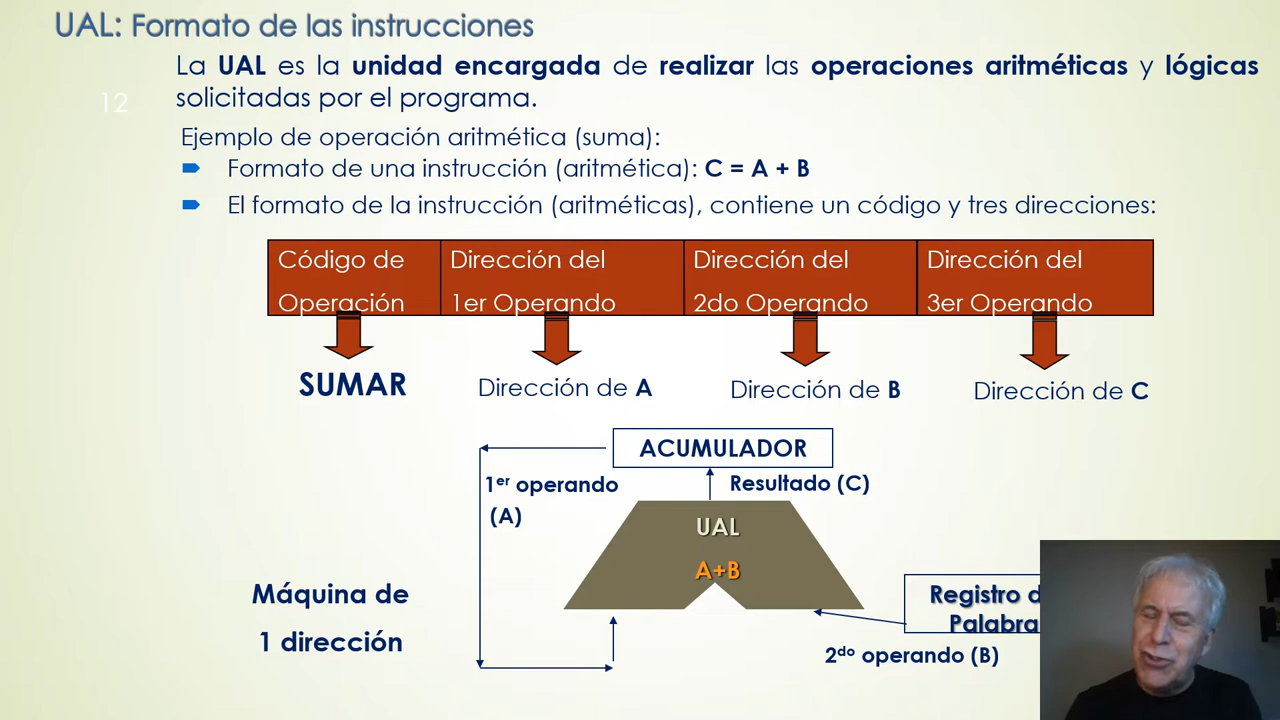 UAL: Formato de las instrucciones
La UAL es la unidad encargada de realizar las operaciones aritméticas y lógicas
12
solicitadas por el programa.
Ejemplo de operación aritmética (suma):
Formato de una instrucción (aritmética): C = A + B
El formato de la instrucción (aritméticas), contiene un código y tres direcciones:
Código de Operación
Dirección del 1er Operando
Dirección del 2do Operando
Dirección del 3er Operando
SUMAR
Dirección de A
Dirección de B
Dirección de C
ACUMULADOR
1er operando
(A)
Resultado (C)
UAL
A+B
Máquina de
1 dirección
Registro
Palabra
2do operando (B)